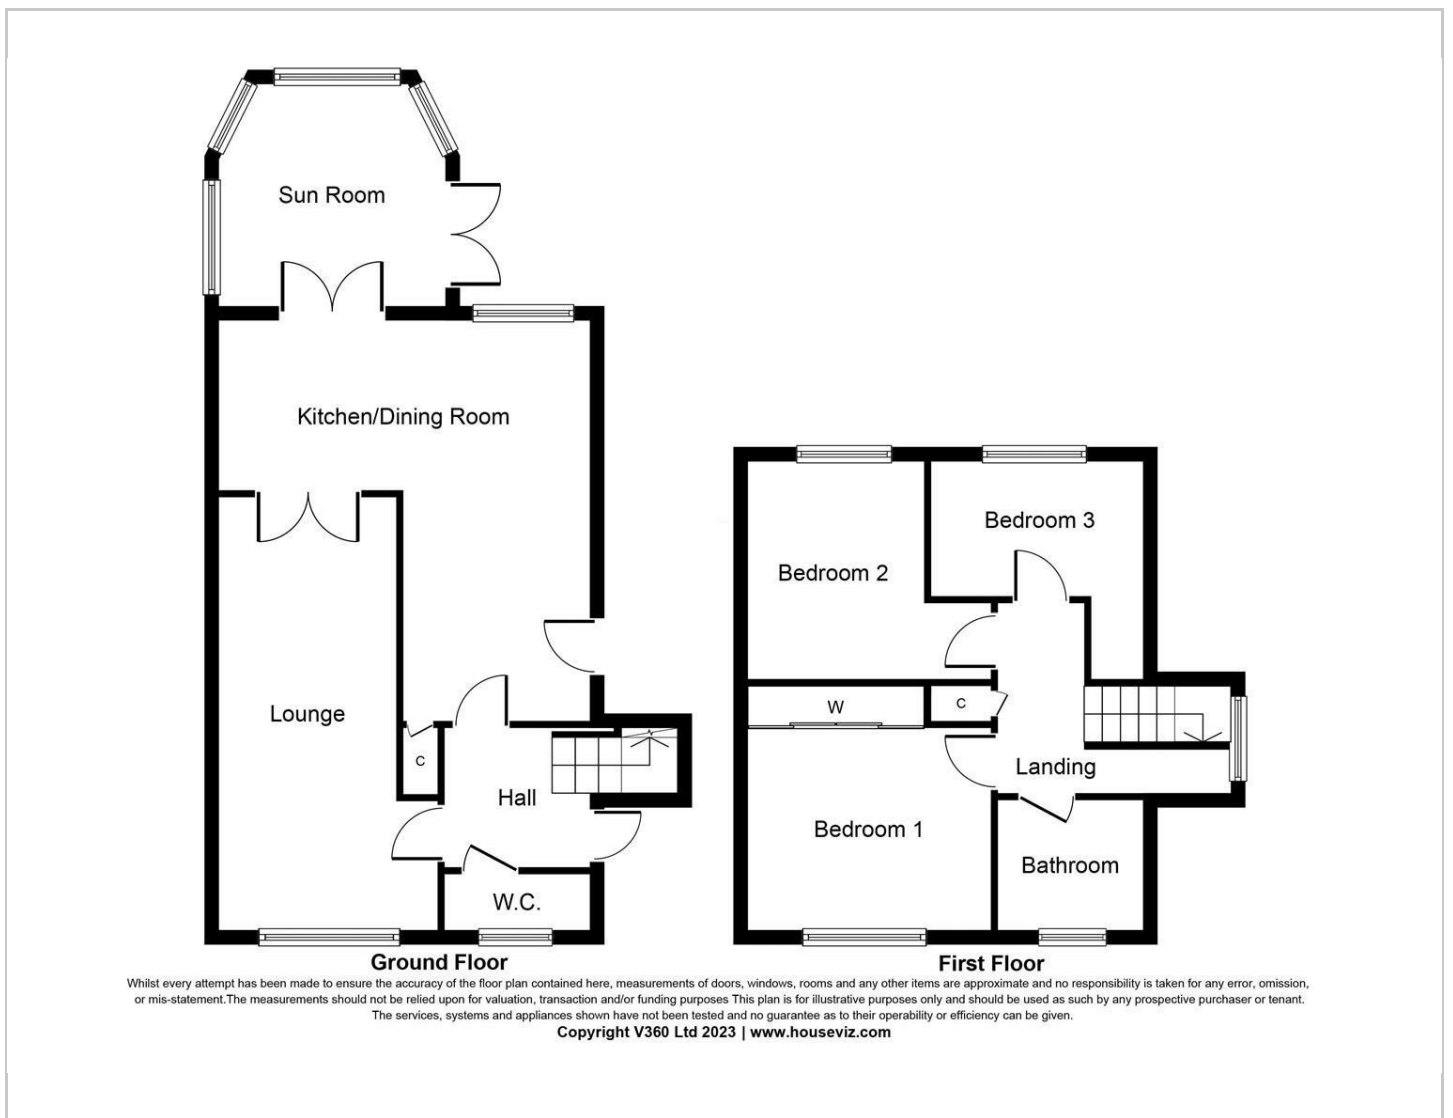 Sun Room
Kitchen/Dining Room
Lounge
C
Hall
W.C.
Ground Floor
Bedroom 3
Bedroom 2
W
C
Landing
Bedroom 1
Bathroom
First Floor
Whilst every attempt has been made to ensure the accuracy of the floor plan contained here, measurements of doors, windows, rooms and any other items are approximate and no responsibility is taken for any error, omission,
or mis-statement.The measurements should not be relied upon for valuation, transaction and/or funding purposes This plan is for illustrative purposes only and should be used as such by any prospective purchaser or tenant.
The services, systems and appliances shown have not been tested and no guarantee as to their operability or efficiency can be given.
Copyright V360 Ltd 2023 | www.houseviz.com